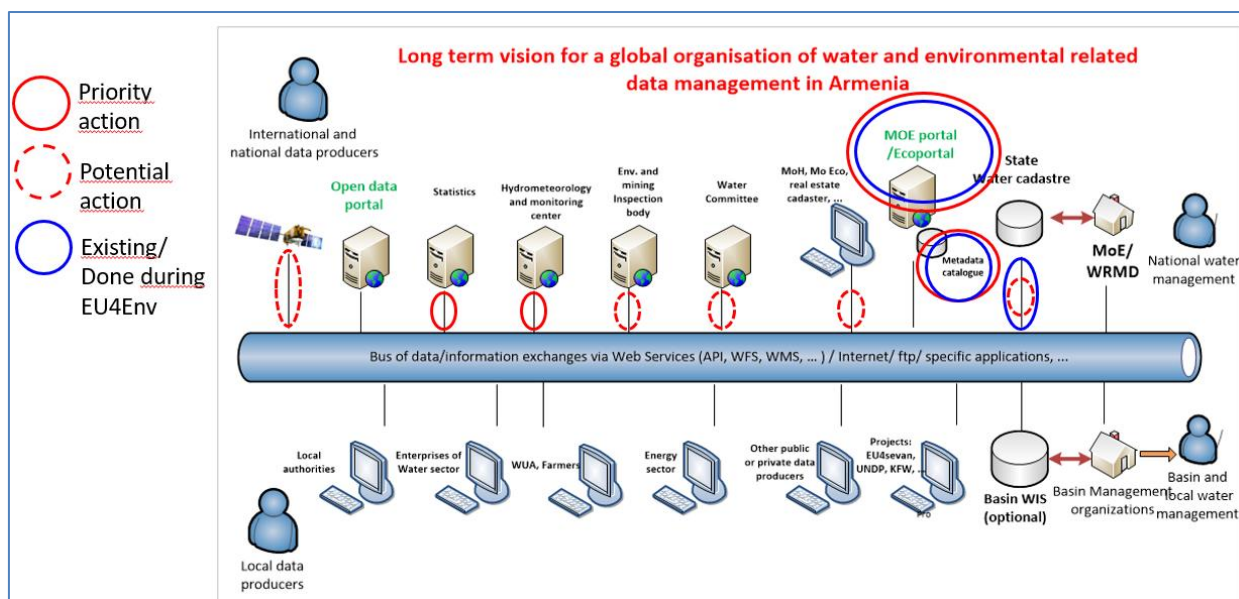 Long term vision for a global organisation of water and environmental related
data management in Armenia
Priority
action
Potential
action
Existing/
Done during
EU4Env
International and
national data producers
Open data
portal
Statistics
Hydrometeorology
and monitoring
center
Env. and
mining
Inspection
body
Water
Committee
MoH, Mo Eco,
real estate
cadaster, ...
MOE portal
/Ecoportal
Metadata
catalogue
State
Water cadastre
MoE/
WRMD
National water
management
Bus of data/information exchanges via Web Services (API, WFS, WMS, ... ) / Internet/ ftp/ specific applications, ...
Local
authorities
Enterprises of
Water sector
WUA, Farmers
Energy
sector
Other public
or private data
producers
Projects:
EU4sevan,
UNDP, KFW, ...
Pro
Basin WIS
(optional)
Basin Management
organizations
Basin and
local water
management
Local data
producers